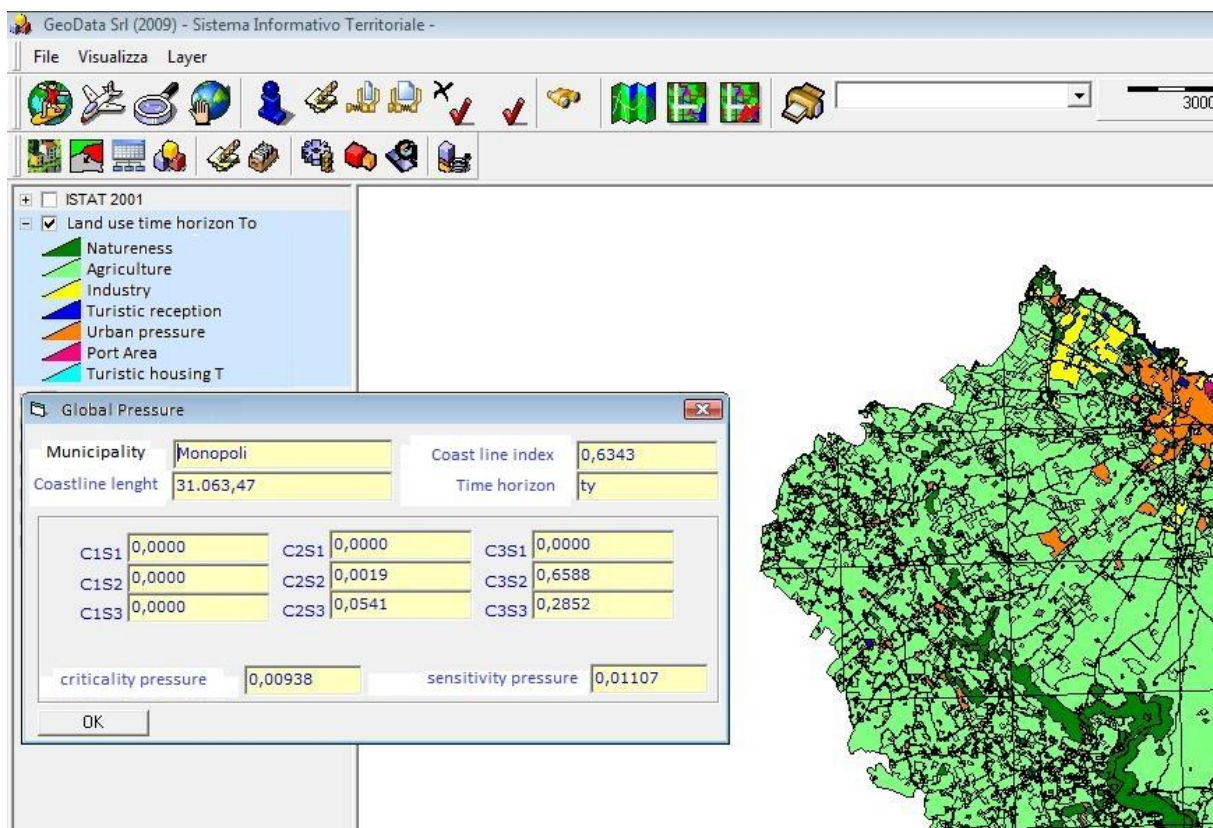 GeoData Srl (2009) - Sistema Informativo Territoriale -
File Visualizza Layer
3000
ISTAT 2001
Land use time horizon To
Natureness
Agriculture
Industry
Turistic reception
Urban pressure
Port Area
Turistic housing T
Global Pressure
Municipality Monopoli Coast line index 0,6343
Coastline lenght 31.063,47 Time horizon ty
C1S1 0,0000 C2S1 0,0000 C3S1 0,0000
C1S2 0,0000 C2S2 0,0019 C3S2 0,6588
C1S3 0,0000 C2S3 0,0541 C3S3 0,2852
criticality pressure 0,00938 sensitivity pressure 0,01107
OK